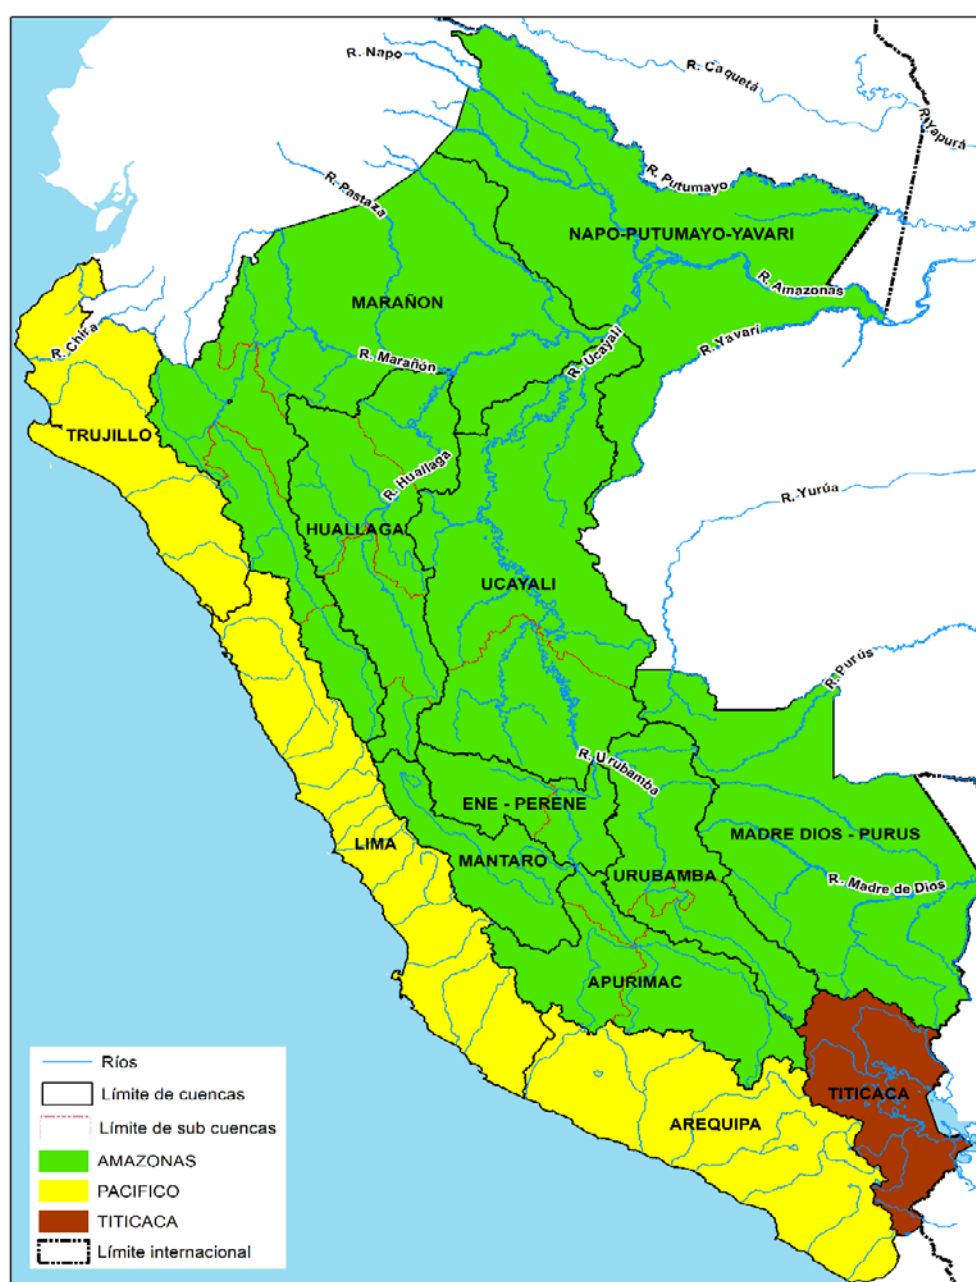 R. Napo
R. Caquetá
R. Yapurá
R. Pastaza
R. Putumayo
NAPO-PUTUMAYO-YAVARI
R. Amazonas
MARAÑON
R. Chira
R. Marañón
R. Ucayali
R. Yavarí
TRUJILLO
R. Huallaga
R. Yurúa
HUALLAGA
UCAYALI
R. Purús
R. Urubamba
ENE - PERENE
MADRE DIOS - PURUS
LIMA
MANTARO
URUBAMBA
R. Madre de Dios
APURIMAC
TITICACA
AREQUIPA
Ríos
Límite de cuencas
Límite de sub cuencas
AMAZONAS
PACIFICO
TITICACA
Límite internacional